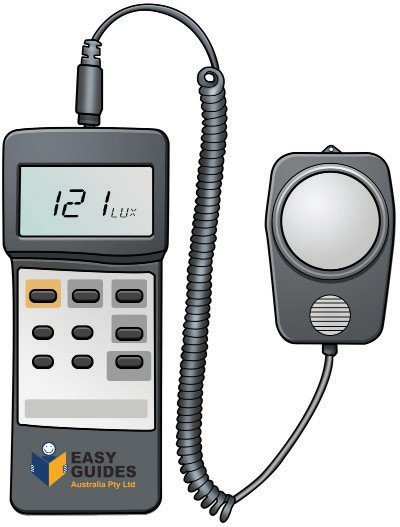 121 LUX
EASY
GUIDES
Australia Pty Ltd